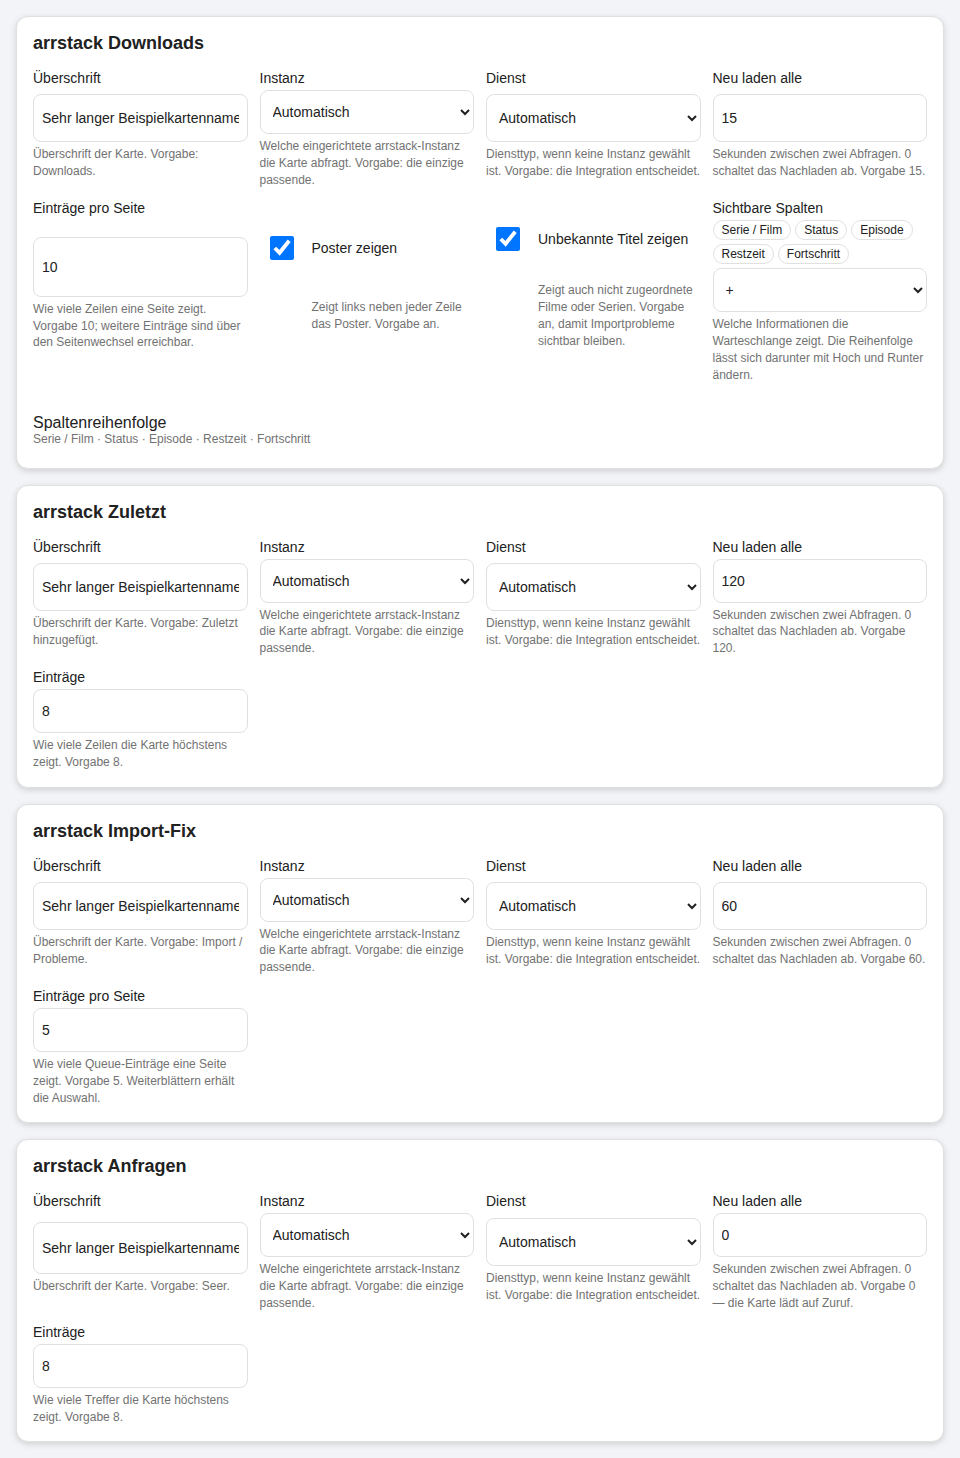 arrstack Downloads
Überschrift
Sehr langer Beispielkartenname
Überschrift der Karte. Vorgabe:
Downloads.
Instanz
Automatisch
Welche eingerichtete arrstack-Instanz
die Karte abfragt. Vorgabe: die einzige
passende.
Dienst
Automatisch
Diensttyp, wenn keine Instanz gewählt
ist. Vorgabe: die Integration entscheidet.
Neu laden alle
15
Sekunden zwischen zwei Abfragen. 0
schaltet das Nachladen ab. Vorgabe 15.
Einträge pro Seite
10
Wie viele Zeilen eine Seite zeigt.
Vorgabe 10; weitere Einträge sind über
den Seitenwechsel erreichbar.
Poster zeigen
Zeigt links neben jeder Zeile
das Poster. Vorgabe an.
Unbekannte Titel zeigen
Zeigt auch nicht zugeordnete
Filme oder Serien. Vorgabe
an, damit Importprobleme
sichtbar bleiben.
Sichtbare Spalten
Serie / Film Status Episode
Restzeit Fortschritt
+
Welche Informationen die
Warteschlange zeigt. Die Reihenfolge
lässt sich darunter mit Hoch und Runter
ändern.
Spaltenreihenfolge
Serie / Film · Status · Episode · Restzeit · Fortschritt
arrstack Zuletzt
Überschrift
Sehr langer Beispielkartenname
Überschrift der Karte. Vorgabe: Zuletzt
hinzugefügt.
Instanz
Automatisch
Welche eingerichtete arrstack-Instanz
die Karte abfragt. Vorgabe: die einzige
passende.
Dienst
Automatisch
Diensttyp, wenn keine Instanz gewählt
ist. Vorgabe: die Integration entscheidet.
Neu laden alle
120
Sekunden zwischen zwei Abfragen. 0
schaltet das Nachladen ab. Vorgabe
120.
Einträge
8
Wie viele Zeilen die Karte höchstens
zeigt. Vorgabe 8.
arrstack Import-Fix
Überschrift
Sehr langer Beispielkartenname
Überschrift der Karte. Vorgabe: Import /
Probleme.
Instanz
Automatisch
Welche eingerichtete arrstack-Instanz
die Karte abfragt. Vorgabe: die einzige
passende.
Dienst
Automatisch
Diensttyp, wenn keine Instanz gewählt
ist. Vorgabe: die Integration entscheidet.
Neu laden alle
60
Sekunden zwischen zwei Abfragen. 0
schaltet das Nachladen ab. Vorgabe 60.
Einträge pro Seite
5
Wie viele Queue-Einträge eine Seite
zeigt. Vorgabe 5. Weiterblättern erhält
die Auswahl.
arrstack Anfragen
Überschrift
Sehr langer Beispielkartenname
Überschrift der Karte. Vorgabe: Seer.
Instanz
Automatisch
Welche eingerichtete arrstack-Instanz
die Karte abfragt. Vorgabe: die einzige
passende.
Dienst
Automatisch
Diensttyp, wenn keine Instanz gewählt
ist. Vorgabe: die Integration entscheidet.
Neu laden alle
0
Sekunden zwischen zwei Abfragen. 0
schaltet das Nachladen ab. Vorgabe 0
— die Karte lädt auf Zuruf.
Einträge
8
Wie viele Treffer die Karte höchstens
zeigt. Vorgabe 8.